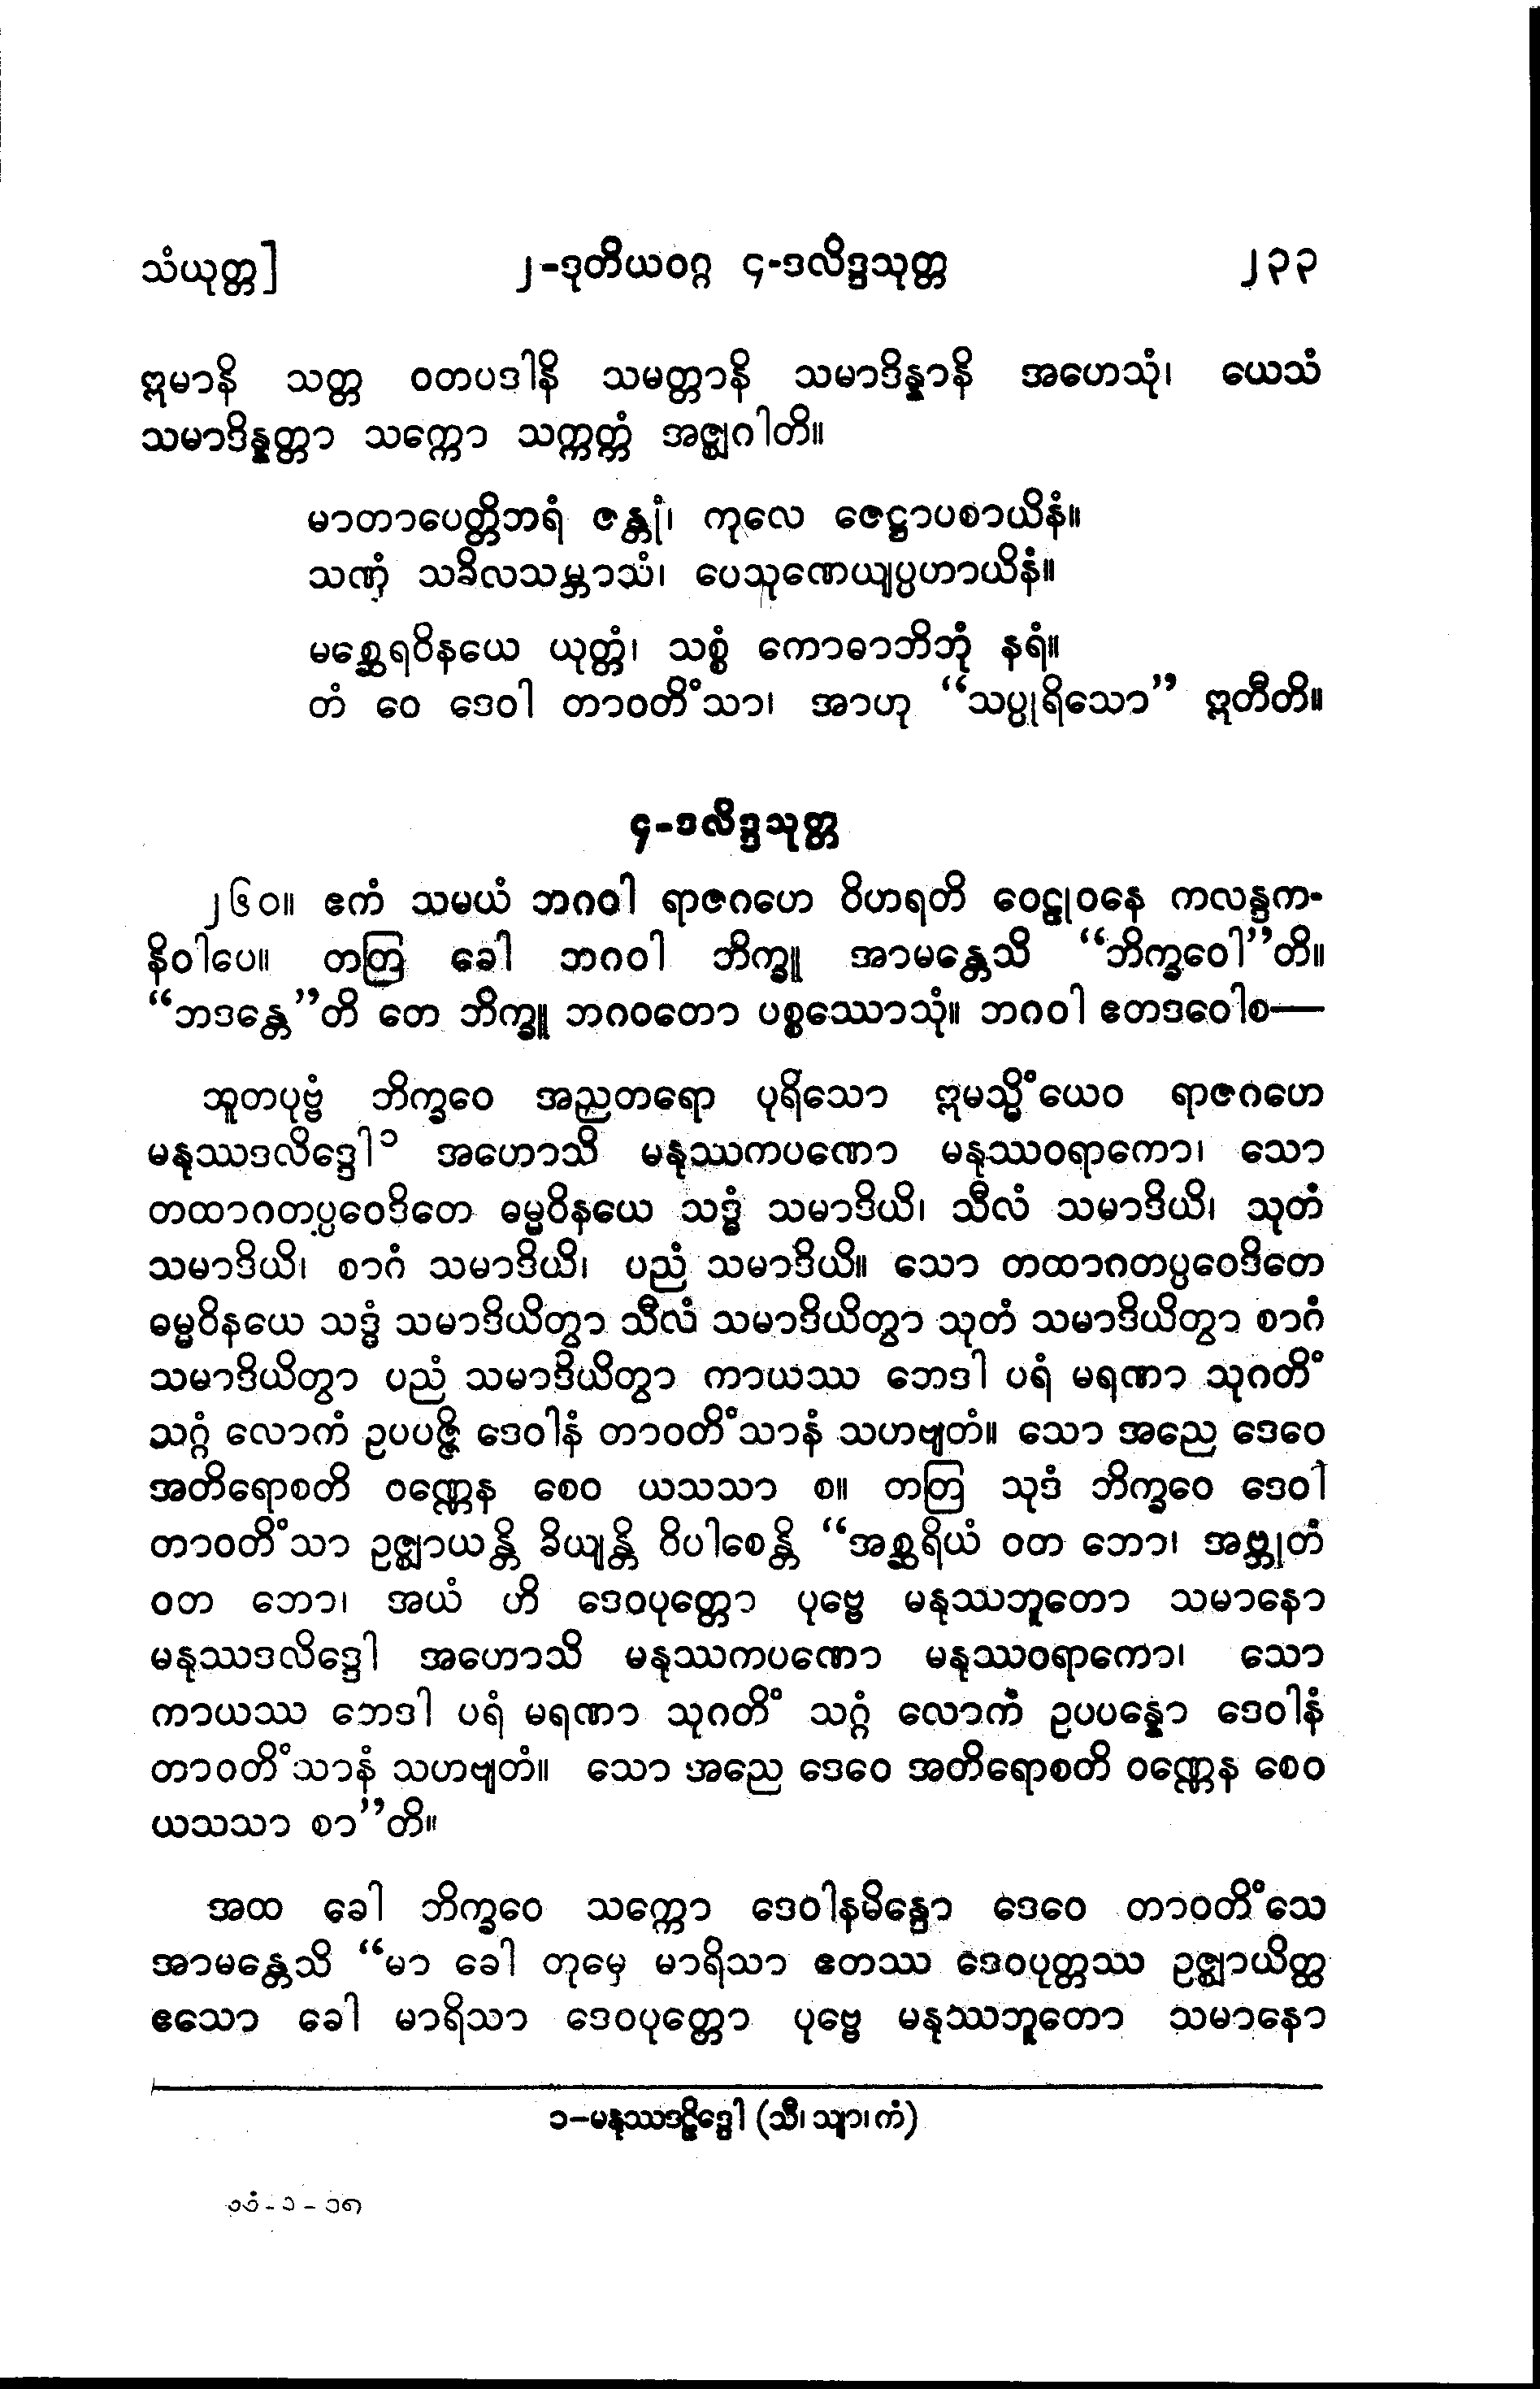 သံယုတ္တ] ၂-ဒုတိယဝဂ္ဂ ၄-ဒလိဒ္ဒသုတ္တ ၂၃၃
ဣမာနိ သတ္တ ဝတပဒါနိ သမတ္တာနိ သမာဒိန္နာနိ အဟေသုံ၊ ယေသံ
သမာဒိန္နတ္တာ သက္ကော သက္ကတ္တံ အဇ္ဈဂါတိ။
မာတာပေတ္တိဘရံ ဇန္တုံ၊ ကုလေ ဇေဋ္ဌာပစာယိနံ။
သဏှံ သခိလသမ္ဘာသံ၊ ပေသုဏေယျပ္ပဟာယိနံ။
မစ္ဆေရဝိနယေ ယုတ္တံ၊ သစ္စံ ကောဓာဘိဘုံ နရံ။
တံ ဝေ ဒေဝါ တာဝတိံသာ၊ အာဟု “သပ္ပုရိသော” ဣတီတိ။
၄-ဒလိဒ္ဒသုတ္တ
၂၆၀။ ဧကံ သမယံ ဘဂဝါ ရာဇဂဟေ ဝိဟရတိ ဝေဠုဝနေ ကလန္ဒက-
နိဝါပေ။ တတြ ခေါ ဘဂဝါ ဘိက္ခူ အာမန္တေသိ “ဘိက္ခဝေါ”တိ။
“ဘဒန္တေ”တိ တေ ဘိက္ခူ ဘဂဝတော ပစ္စဿောသုံ။ ဘဂဝါ ဧတဒဝေါစ—
ဘူတပုဗ္ဗံ ဘိက္ခဝေ အညတရော ပုရိသော ဣမသ္မိံယေဝ ရာဇဂဟေ
မနုဿဒလိဒ္ဒေါ၁ အဟောသိ မနုဿကပဏော မနုဿဝရာကော၊ သော
တထာဂတပ္ပဝေဒိတေ ဓမ္မဝိနယေ သဒ္ဓံ သမာဒိယိ၊ သီလံ သမာဒိယိ၊ သုတံ
သမာဒိယိ၊ စာဂံ သမာဒိယိ၊ ပညံ သမာဒိယိ။ သော တထာဂတပ္ပဝေဒိတေ
ဓမ္မဝိနယေ သဒ္ဓံ သမာဒိယိတွာ သီလံ သမာဒိယိတွာ သုတံ သမာဒိယိတွာ စာဂံ
သမာဒိယိတွာ ပညံ သမာဒိယိတွာ ကာယဿ ဘေဒါ ပရံ မရဏာ သုဂတိံ
သဂ္ဂံ လောကံ ဥပပဇ္ဇိ ဒေဝါနံ တာဝတိံသာနံ သဟဗျတံ။ သော အညေ ဒေဝေ
အတိရောစတိ ဝဏ္ဏေန စေဝ ယသသာ စ။ တတြ သုဒံ ဘိက္ခဝေ ဒေဝါ
တာဝတိံသာ ဥဇ္ဈာယန္တိ ခိယျန္တိ ဝိပါစေန္တိ “အစ္ဆရိယံ ဝတ ဘော၊ အဗ္ဘုတံ
ဝတ ဘော၊ အယံ ဟိ ဒေဝပုတ္တော ပုဗ္ဗေ မနုဿဘူတော သမာနော
မနုဿဒလိဒ္ဒေါ အဟောသိ မနုဿကပဏော မနုဿဝရာကော၊ သော
ကာယဿ ဘေဒါ ပရံ မရဏာ သုဂတိံ သဂ္ဂံ လောကံ ဥပပန္နော ဒေဝါနံ
တာဝတိံသာနံ သဟဗျတံ။ သော အညေ ဒေဝေ အတိရောစတိ ဝဏ္ဏေန စေဝ
ယသသာ စာ”တိ။
အထ ခေါ ဘိက္ခဝေ သက္ကော ဒေဝါနမိန္ဒော ဒေဝေ တာဝတိံသေ
အာမန္တေသိ “မာ ခေါ တုမှေ မာရိသာ ဧတဿ ဒေဝပုတ္တဿ ဥဇ္ဈာယိတ္ထ
ဧသော ခေါ မာရိသာ ဒေဝပုတ္တော ပုဗ္ဗေ မနုဿဘူတော သမာနော
၁-မနုဿဒဠိဒ္ဒေါ (သီ၊ သျာ၊ ကံ)